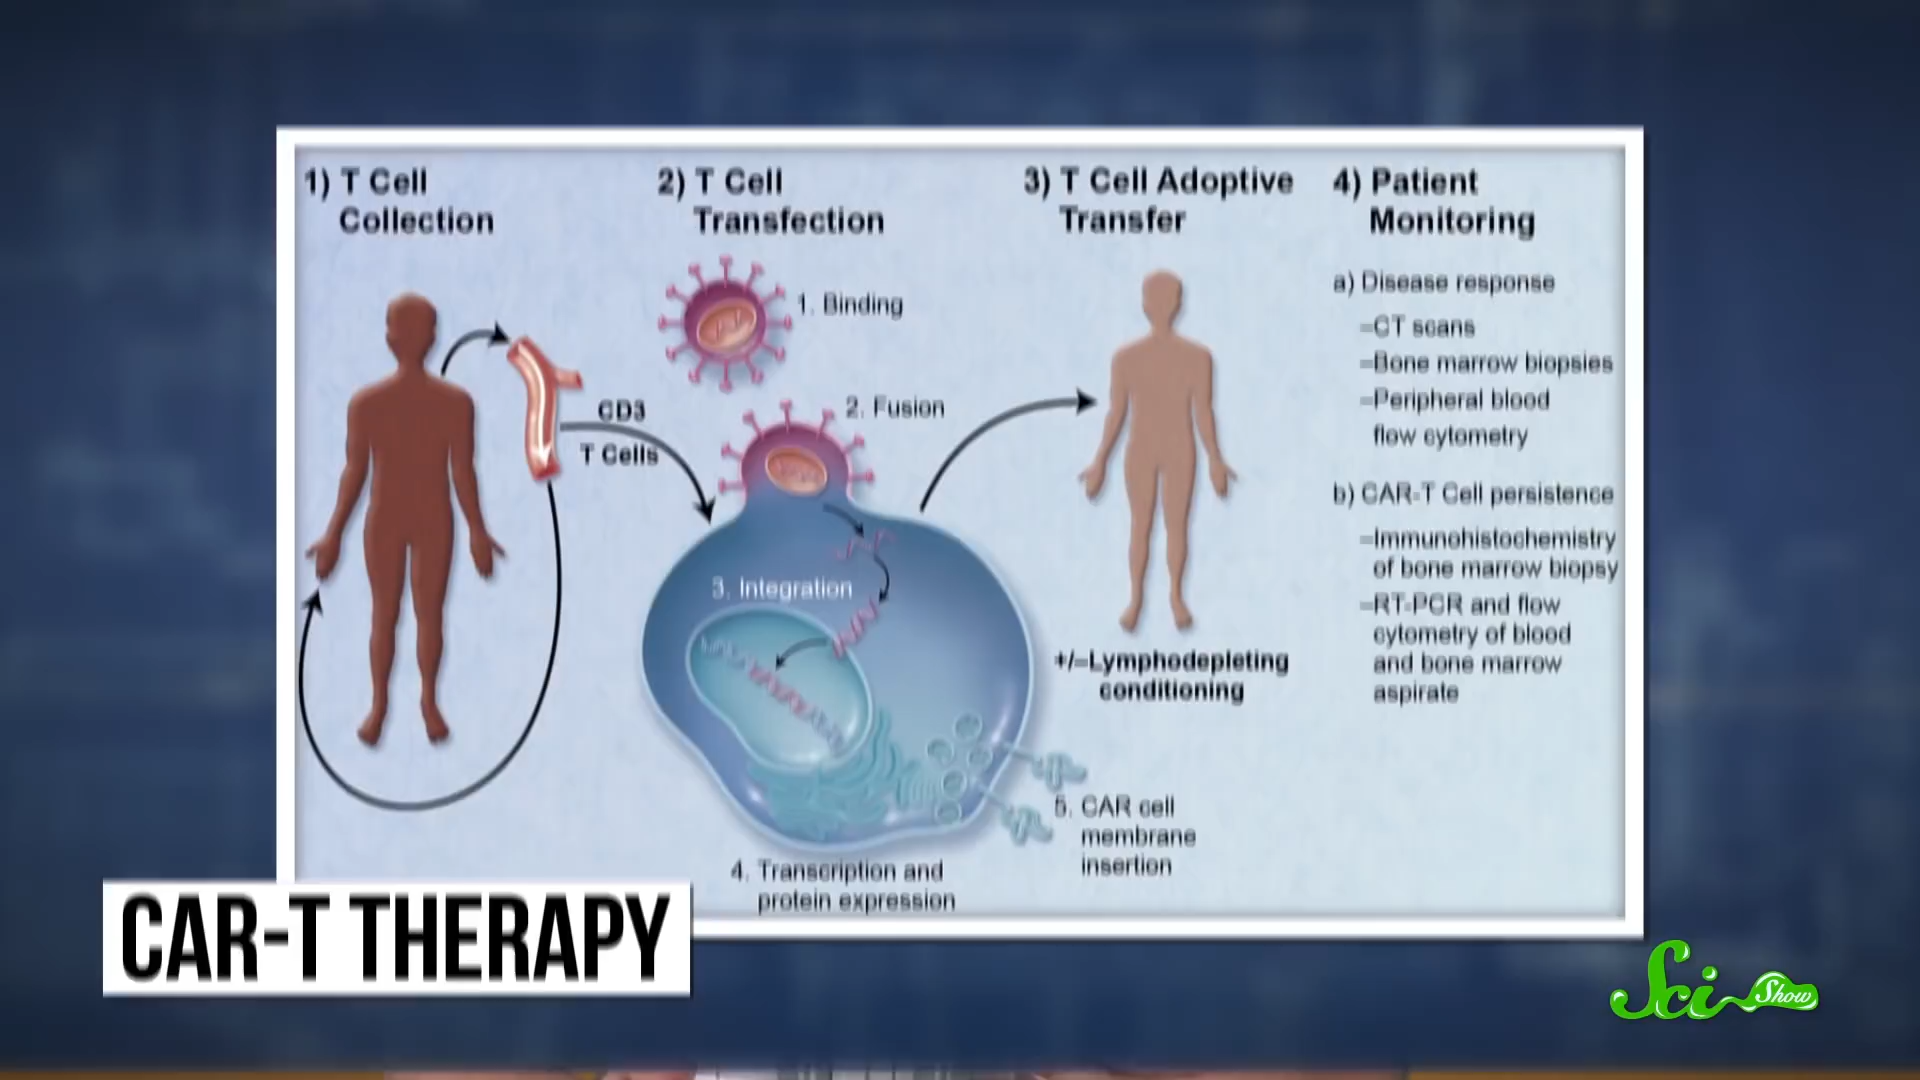 1) T Cell
Collection
CD3
T Cells
2) T Cell
Transfection
1. Binding
2. Fusion
3. Integration
4. Transcription and
protein expression
5. CAR cell
membrane
insertion
3) T Cell Adoptive
Transfer
+/-Lymphodepleting
conditioning
4) Patient
Monitoring
a) Disease response
-CT scans
-Bone marrow biopsies
-Peripheral blood
flow cytometry
b) CAR-T Cell persistence
-Immunohistochemistry
of bone marrow biopsy
-RT-PCR and flow
cytometry of blood
and bone marrow
aspirate
CAR-T THERAPY
Sci Show